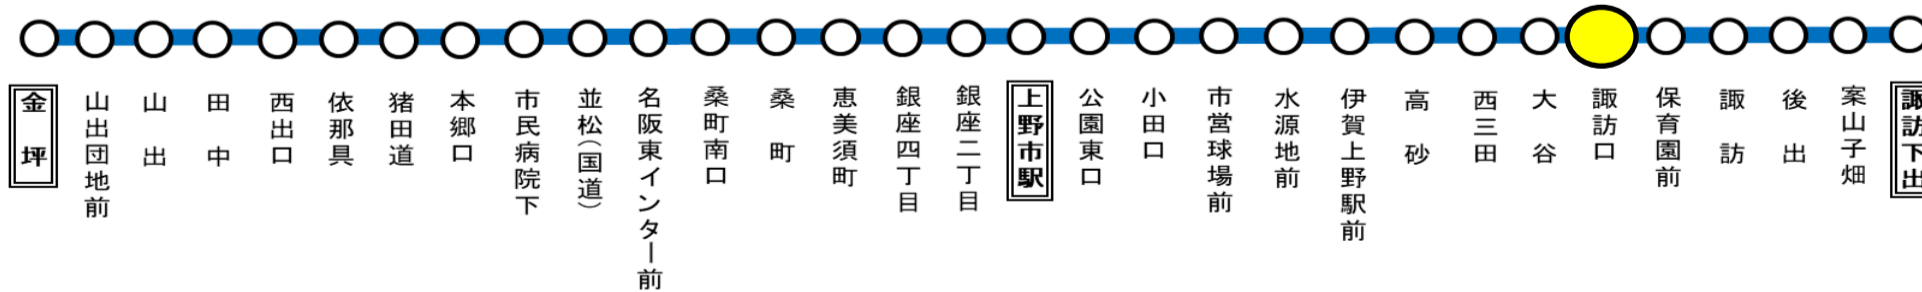 金坪
山出団地前
山出
田中
西出口
依那具
猪田道
本郷口
市民病院下
並松(国道)
名阪東インター前
桑町南口
桑町
恵美須町
銀座四丁目
銀座二丁目
上野市駅
公園東口
小田口
市営球場前
水源地前
伊賀上野駅前
高砂
西三田
大谷
諏訪口
保育園前
諏訪
後出
案山子畑
諏訪下出